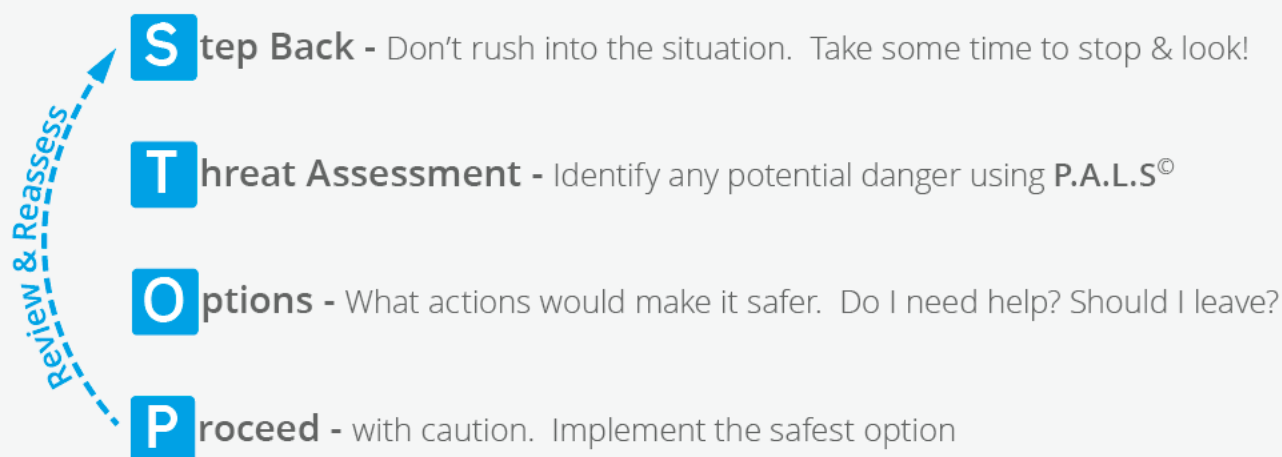 Step Back - Don't rush into the situation.  Take some time to stop & look!
Threat Assessment - Identify any potential danger using P.A.L.S©
Options - What actions would make it safer.  Do I need help? Should I leave?
Proceed - with caution.  Implement the safest option
Review & Reassess